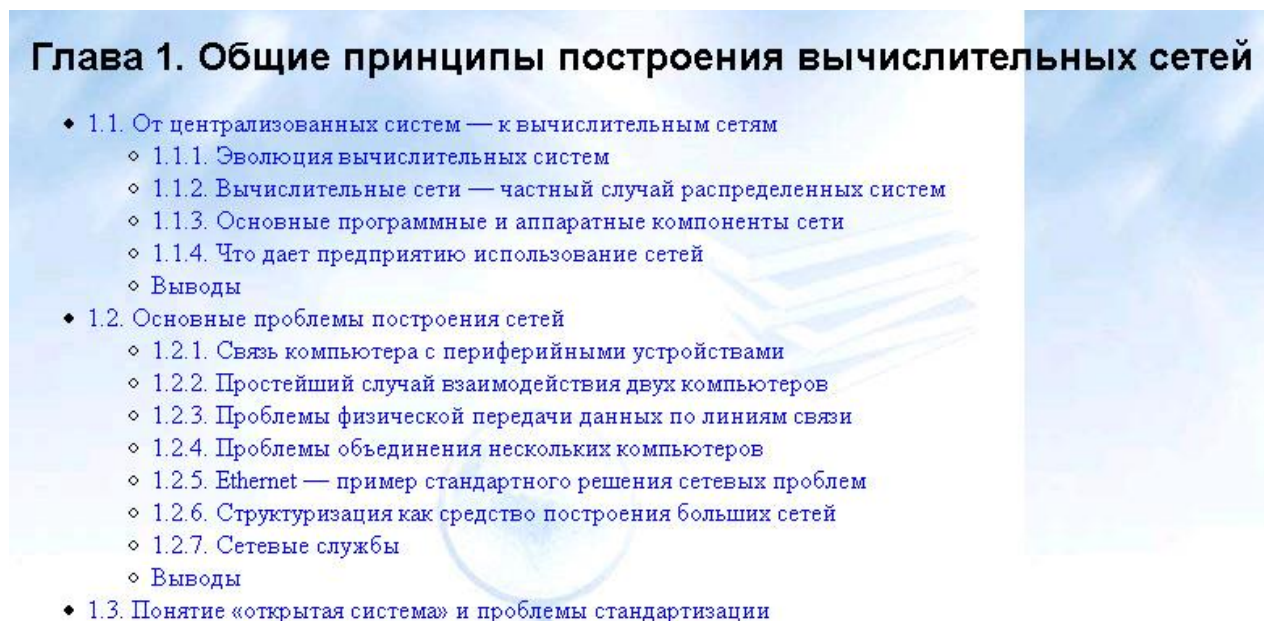 Глава 1. Общие принципы построения вычислительных сетей
1.1. От централизованных систем — к вычислительным сетям
1.1.1. Эволюция вычислительных систем
1.1.2. Вычислительные сети — частный случай распределенных систем
1.1.3. Основные программные и аппаратные компоненты сети
1.1.4. Что дает предприятию использование сетей
Выводы
1.2. Основные проблемы построения сетей
1.2.1. Связь компьютера с периферийными устройствами
1.2.2. Простейший случай взаимодействия двух компьютеров
1.2.3. Проблемы физической передачи данных по линиям связи
1.2.4. Проблемы объединения нескольких компьютеров
1.2.5. Ethernet — пример стандартного решения сетевых проблем
1.2.6. Структуризация как средство построения больших сетей
1.2.7. Сетевые службы
Выводы
1.3. Понятие «открытая система» и проблемы стандартизации